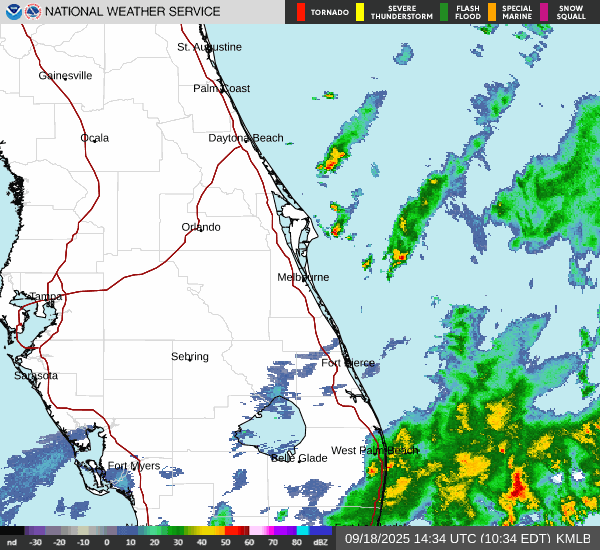 NATIONAL WEATHER SERVICE
TORNADO
SEVERE THUNDERSTORM
FLASH FLOOD
SPECIAL MARINE
SNOW SQUALL
St. Augustine
Gainesville
Palm Coast
Ocala
Daytona Beach
Orlando
Melbourne
Tampa
Sebring
Fort Pierce
Sarasota
West Palm Beach
Fort Myers
Belle Glade
nd -30 -20 -10 0 10 20 30 40 50 60 70 80 dBZ
09/18/2025 14:34 UTC (10:34 EDT) KMLB